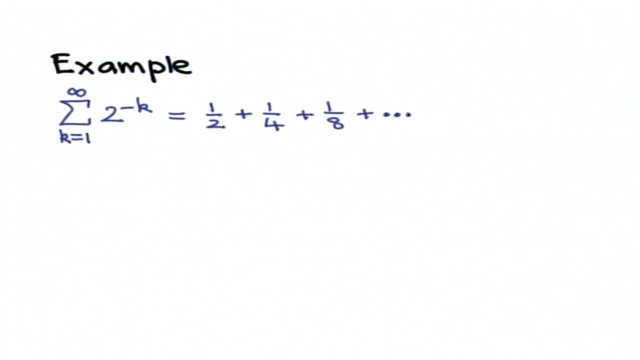 Example
∞
∑ 2^{-k} = 1/2 + 1/4 + 1/8 + ···
k=1